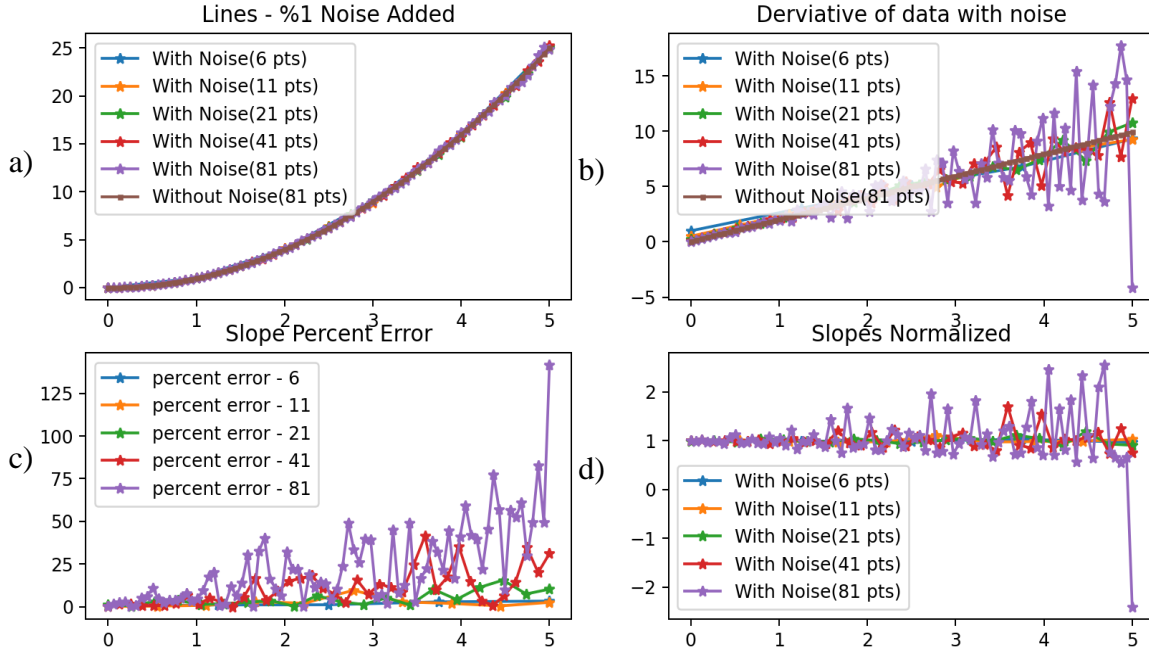 Lines - %1 Noise Added
a)
25
20
15
10
5
0
With Noise(6 pts)
With Noise(11 pts)
With Noise(21 pts)
With Noise(41 pts)
With Noise(81 pts)
Without Noise(81 pts)
0 1 2 3 4 5
Derviative of data with noise
b)
15
10
5
0
−5
With Noise(6 pts)
With Noise(11 pts)
With Noise(21 pts)
With Noise(41 pts)
With Noise(81 pts)
Without Noise(81 pts)
0 1 2 3 4 5
Slope Percent Error
c)
125
100
75
50
25
0
percent error - 6
percent error - 11
percent error - 21
percent error - 41
percent error - 81
0 1 2 3 4 5
Slopes Normalized
d)
2
1
0
−1
−2
With Noise(6 pts)
With Noise(11 pts)
With Noise(21 pts)
With Noise(41 pts)
With Noise(81 pts)
0 1 2 3 4 5